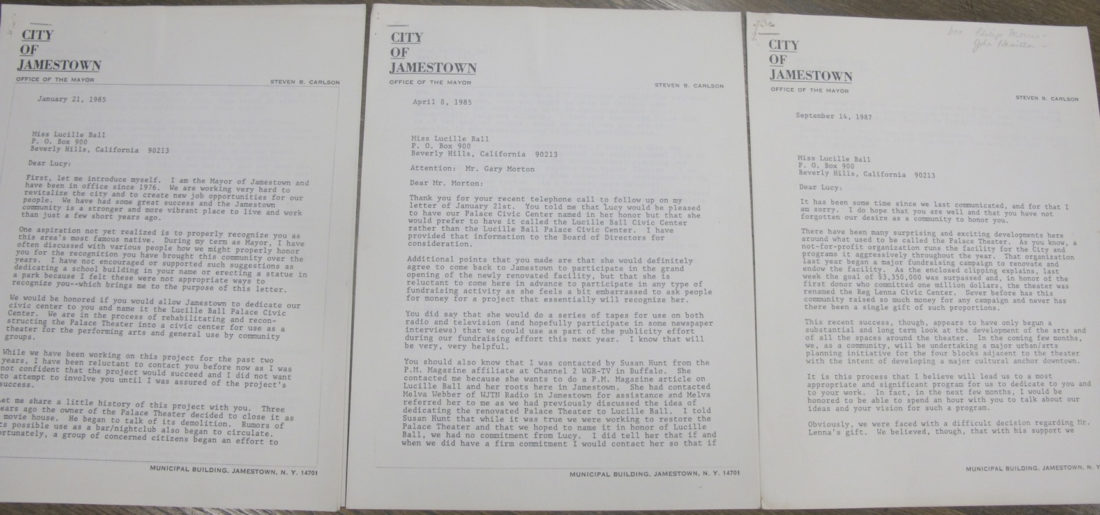 CITY
OF
JAMESTOWN
OFFICE OF THE MAYOR
STEVEN B. CARLSON
January 21, 1985
Miss Lucille Ball
P. O. Box 900
Beverly Hills, California 90213
Dear Lucy:
First, let me introduce myself. I am the Mayor of Jamestown and
have been in office since 1976. We are working very hard to
revitalize the city and to create new job opportunities for our
people. We have had some great success and the Jamestown
community is a stronger and more vibrant place to live and work
than just a few short years ago.
One aspiration not yet realized is to properly recognize you as
this area's most famous native. During my term as Mayor, I have
often discussed with various people how we might properly honor
you for the recognition you have brought this community over the
years. I have not encouraged or supported such suggestions as
dedicating a school building in your name or erecting a statue in
a park because I felt these were not appropriate ways to
recognize you--which brings me to the purpose of this letter.
We would be honored if you would allow Jamestown to dedicate our
civic center to you and name it the Lucille Ball Palace Civic
Center. We are in the process of rehabilitating and recon-
structing the Palace Theater into a civic center for use as a
theater for the performing arts and general use by community
groups.
While we have been working on this project for the past two
years, I have been reluctant to contact you before now as I was
not confident that the project would succeed and I did not want
to attempt to involve you until I was assured of the project's
success.
Let me share a little history of this project with you. Three
years ago the owner of the Palace Theater decided to close it as
movie house. He began to talk of its demolition. Rumors of
its possible use as a bar/nightclub also began to circulate.
ortunately, a group of concerned citizens began an effort to
MUNICIPAL BUILDING, JAMESTOWN, N. Y. 14701
CITY
OF
JAMESTOWN
OFFICE OF THE MAYOR
STEVEN B. CARLSON
April 8, 1985
Miss Lucille Ball
P. O. Box 900
Beverly Hills, California 90213
Attention: Mr. Gary Morton
Dear Mr. Morton:
Thank you for your recent telephone call to follow up on my
letter of January 21st. You told me that Lucy would be pleased
to have our Palace Civic Center named in her honor but that she
would prefer to have it called the Lucille Ball Civic Center
rather than the Lucille Ball Palace Civic Center. I have
provided that information to the Board of Directors for
consideration.
Additional points that you made are that she would definitely
agree to come back to Jamestown to participate in the grand
opening of the newly renovated facility, but that she is
reluctant to come here in advance to participate in any type of
fundraising activity as she feels a bit embarrassed to ask people
for money for a project that essentially will recognize her.
You did say that she would do a series of tapes for use on both
radio and television (and hopefully participate in some newspaper
interviews) that we could use as part of the publicity effort
during our fundraising effort this next year. I know that will
be very, very helpful.
You should also know that I was contacted by Susan Hunt from the
P.M. Magazine affiliate at Channel 2 WGR-TV in Buffalo. She
contacted me because she wants to do a P.M. Magazine article on
Lucille Ball and her roots here in Jamestown. She had contacted
Melva Webber of WJTN Radio in Jamestown for assistance and Melva
referred her to me as we had previously discussed the idea of
dedicating the renovated Palace Theater to Lucille Ball. I told
Susan Hunt that while it was true we were working to restore the
Palace Theater and that we hoped to name it in honor of Lucille
Ball, we had no commitment from Lucy. I did tell her that if and
when we did have a firm commitment I would contact her so that if
MUNICIPAL BUILDING, JAMESTOWN, N. Y. 14701
CITY
OF
JAMESTOWN
OFFICE OF THE MAYOR
STEVEN B. CARLSON
September 14, 1987
Miss Lucille Ball
P. O. Box 900
Beverly Hills, California 90213
Dear Lucy:
It has been some time since we last communicated, and for that I
am sorry. I do hope that you are well and that you have not
forgotten our desire as a community to honor you.
There have been many surprising and exciting developments here
around what used to be called the Palace Theater. As you know, a
not-for-profit organization runs the facility for the City and
programs it aggressively throughout the year. That organization
last year began a major fundraising campaign to renovate and
endow the facility. As the enclosed clipping explains, last
week the goal of $3,350,000 was surpassed and, in honor of the
first donor who committed one million dollars, the theater was
renamed the Reg Lenna Civic Center. Never before has this
community raised so much money for any campaign and never has
there been a single gift of such proportions.
This recent success, though, appears to have only begun a
substantial and long term look at the development of the arts and
of all the spaces around the theater. In the coming few months,
we, as a community, will be undertaking a major urban/arts
planning initiative for the four blocks adjacent to the theater
with the intent of developing a major cultural anchor downtown.
It is this process that I believe will lead us to a most
appropriate and significant program for us to dedicate to you and
to your work. In fact, in the next few months, I would be
honored to be able to spend an hour with you to talk about our
ideas and your vision for such a program.
Obviously, we were faced with a difficult decision regarding Mr.
Lenna's gift. We believed, though, that with his support we
MUNICIPAL BUILDING, JAMESTOWN, N. Y.